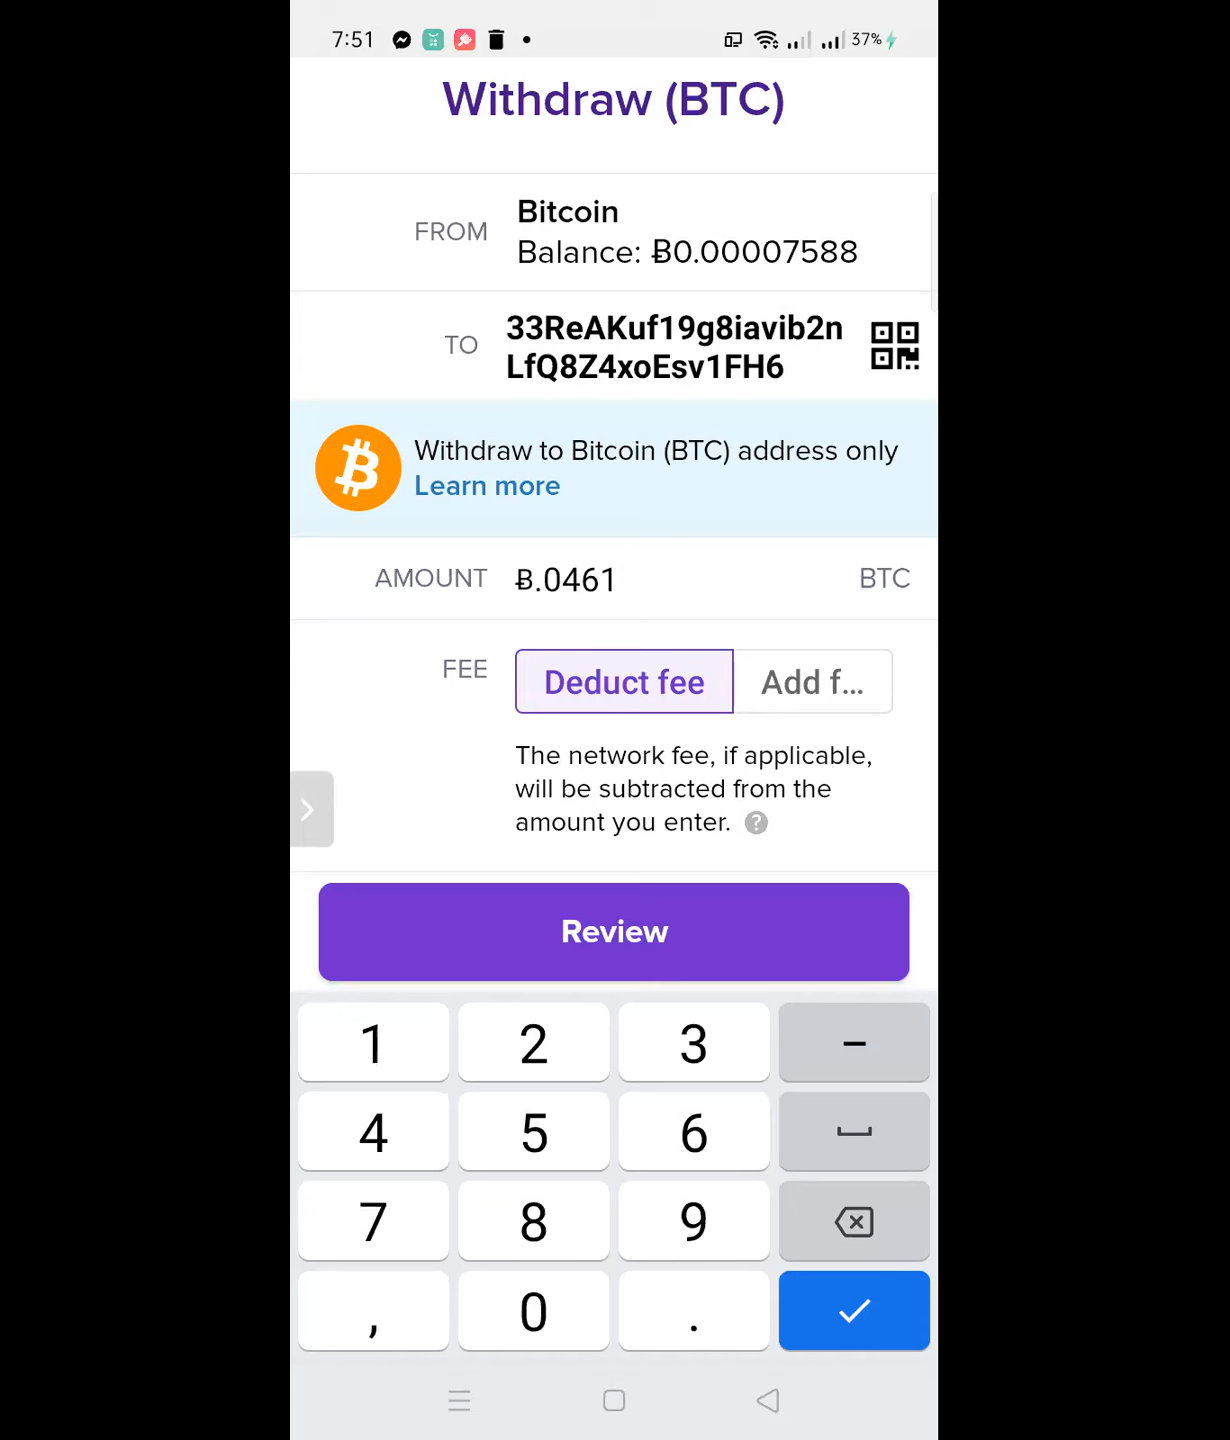 7:51
37%
Withdraw (BTC)
FROM
Bitcoin
Balance: Ƀ0.00007588
TO
33ReAKuf19g8iavib2n
LfQ8Z4xoEsv1FH6
Withdraw to Bitcoin (BTC) address only
Learn more
AMOUNT Ƀ.0461 BTC
FEE
Deduct fee Add f...
The network fee, if applicable,
will be subtracted from the
amount you enter. ?
Review
1 2 3 -
4 5 6
7 8 9
, 0 .